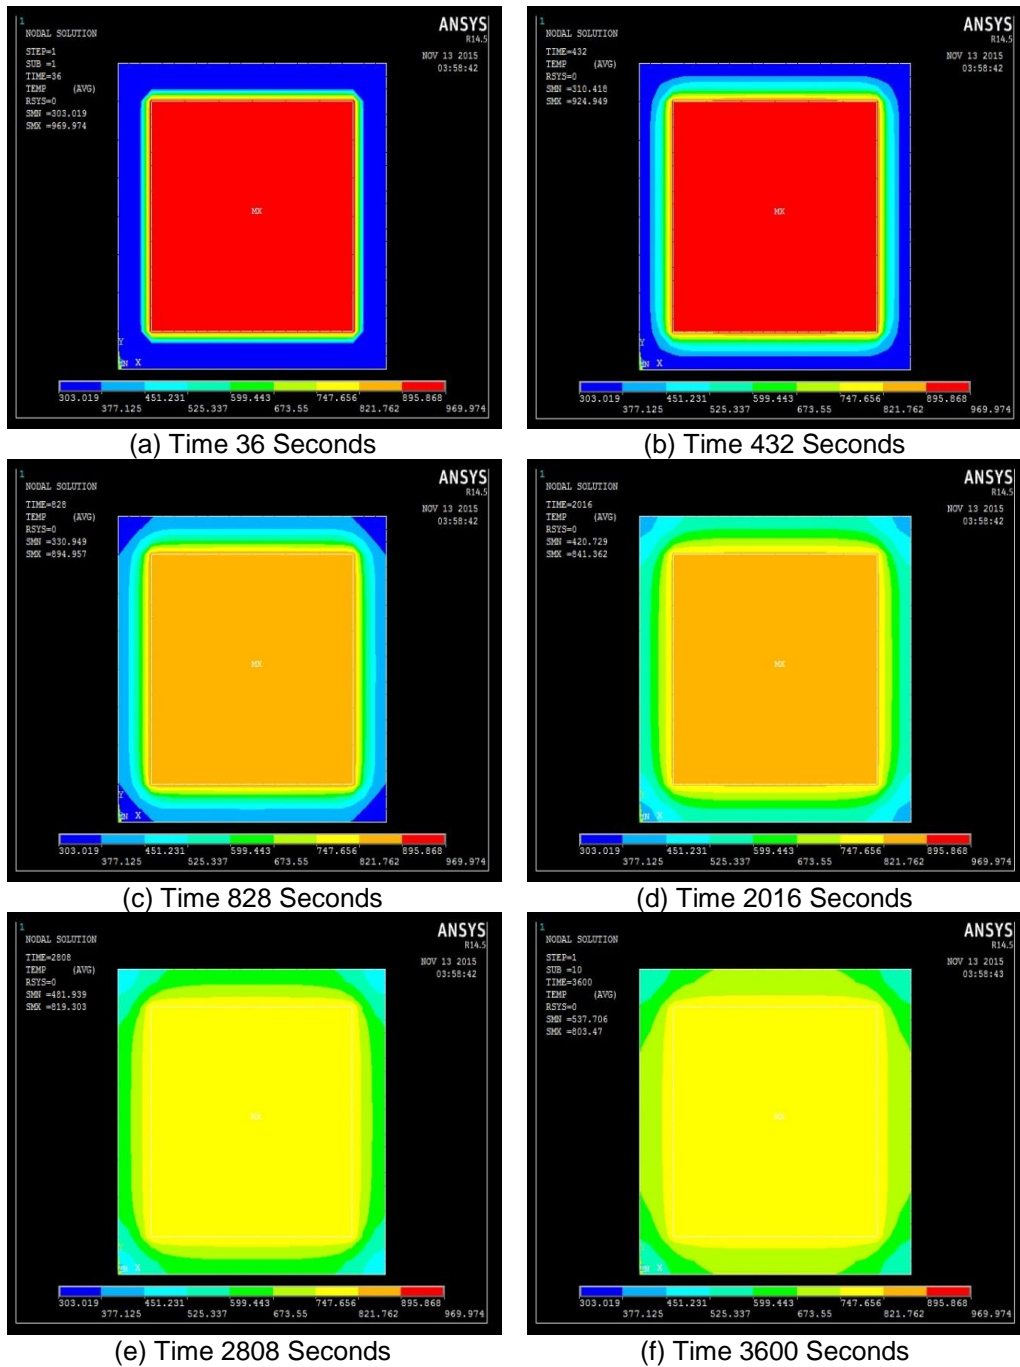 1
NODAL SOLUTION
STEP=1
SUB =1
TIME=36
TEMP (AVG)
RSYS=0
SMN =303.019
SMX =969.974
ANSYS
R14.5
NOV 13 2015
03:58:42
MX
Y
X
303.019 451.231 599.443 747.656 895.868
377.125 525.337 673.55 821.762 969.974
(a) Time 36 Seconds
1
NODAL SOLUTION
TIME=432
TEMP (AVG)
RSYS=0
SMN =310.418
SMX =924.949
ANSYS
R14.5
NOV 13 2015
03:58:42
MX
Y
X
303.019 451.231 599.443 747.656 895.868
377.125 525.337 673.55 821.762 969.974
(b) Time 432 Seconds
1
NODAL SOLUTION
TIME=828
TEMP (AVG)
RSYS=0
SMN =330.949
SMX =894.957
ANSYS
R14.5
NOV 13 2015
03:58:42
MX
Y
X
303.019 451.231 599.443 747.656 895.868
377.125 525.337 673.55 821.762 969.974
(c) Time 828 Seconds
1
NODAL SOLUTION
TIME=2016
TEMP (AVG)
RSYS=0
SMN =420.729
SMX =841.362
ANSYS
R14.5
NOV 13 2015
03:58:42
MX
X
303.019 451.231 599.443 747.656 895.868
377.125 525.337 673.55 821.762 969.974
(d) Time 2016 Seconds
1
NODAL SOLUTION
TIME=2808
TEMP (AVG)
RSYS=0
SMN =481.939
SMX =819.303
ANSYS
R14.5
NOV 13 2015
03:58:42
MX
X
303.019 451.231 599.443 747.656 895.868
377.125 525.337 673.55 821.762 969.974
(e) Time 2808 Seconds
1
NODAL SOLUTION
STEP=1
SUB =10
TIME=3600
TEMP (AVG)
RSYS=0
SMN =537.706
SMX =803.47
ANSYS
R14.5
NOV 13 2015
03:58:43
MX
X
303.019 451.231 599.443 747.656 895.868
377.125 525.337 673.55 821.762 969.974
(f) Time 3600 Seconds